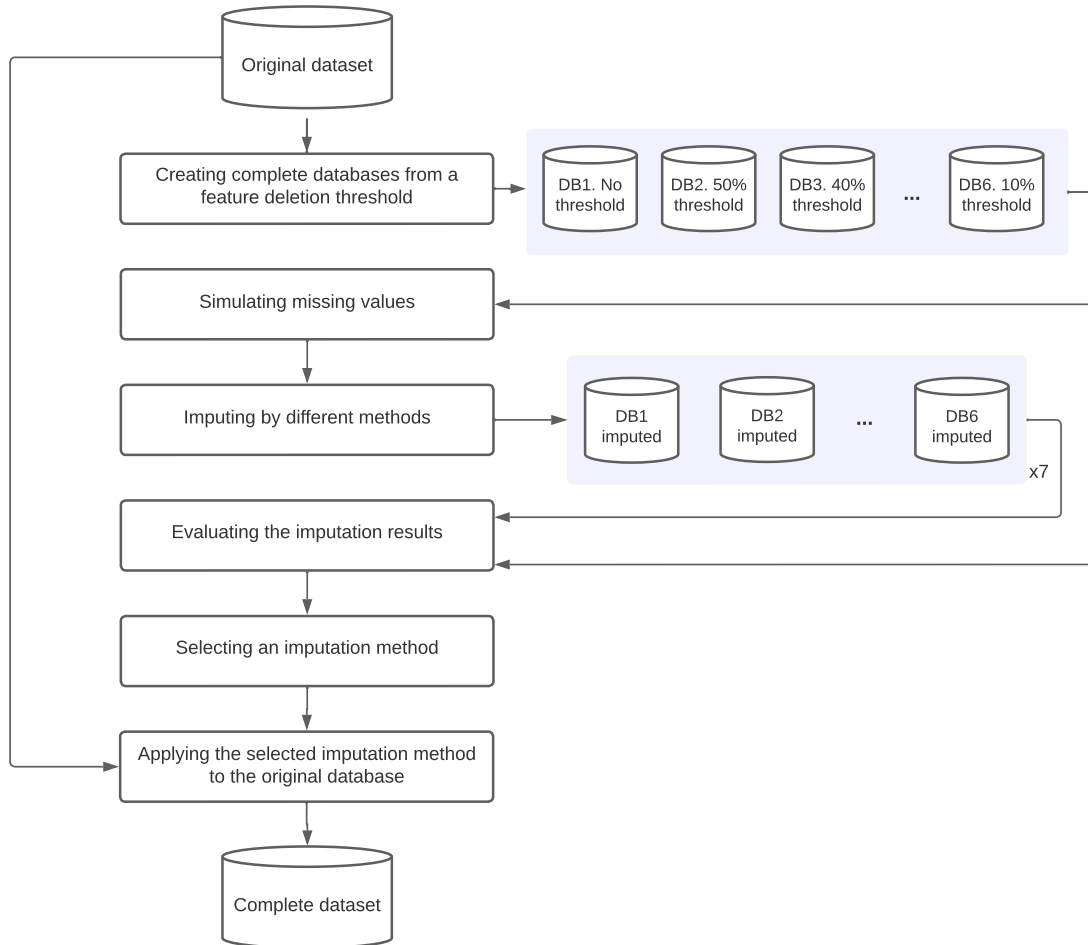 Original dataset
Creating complete databases from a
feature deletion threshold
DB1. No
threshold
DB2. 50%
threshold
DB3. 40%
threshold
...
DB6. 10%
threshold
Simulating missing values
Imputing by different methods
DB1
imputed
DB2
imputed
...
DB6
imputed
x7
Evaluating the imputation results
Selecting an imputation method
Applying the selected imputation method
to the original database
Complete dataset